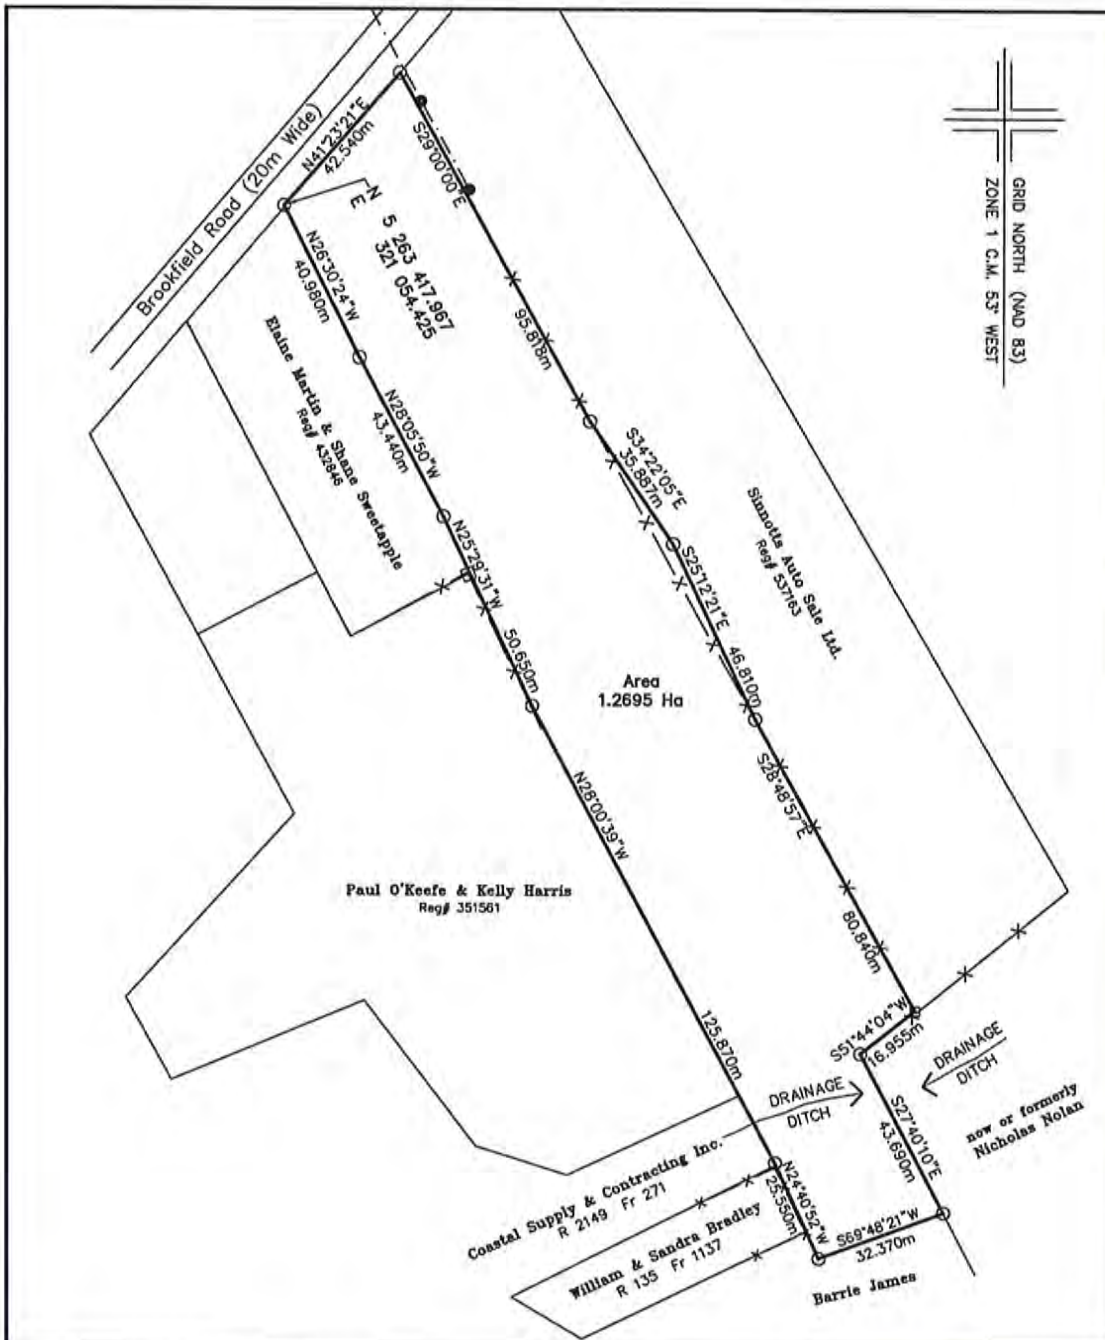 Brookfield Road (20m Wide)
N41°23'21"E
42.540m
S29°00'00"E
95.818m
GRID NORTH (NAD 83)
ZONE 1 C.M. 53° WEST
N 5 263 417.967
E 321 054.425
N26°30'24"W
40.980m
Elaine Martin & Shane Sweetapple
Reg# 432846
N28°05'50"W
43.440m
S34°22'05"E
35.887m
Sinnotts Auto Sale Ltd.
Reg# 537163
N25°29'31"W
50.650m
S25°12'21"E
46.810m
Area
1.2695 Ha
S28°48'57"E
80.840m
N28°00'39"W
125.870m
Paul O'Keefe & Kelly Harris
Reg# 351561
S51°44'04"W
16.955m
DRAINAGE
DITCH
DRAINAGE
DITCH
S27°40'10"E
43.690m
now or formerly
Nicholas Nolan
Coastal Supply & Contracting Inc.
R 2149 Fr 271
N24°40'52"W
25.550m
William & Sandra Bradley
R 135 Fr 1137
S69°48'21"W
32.370m
Barrie James